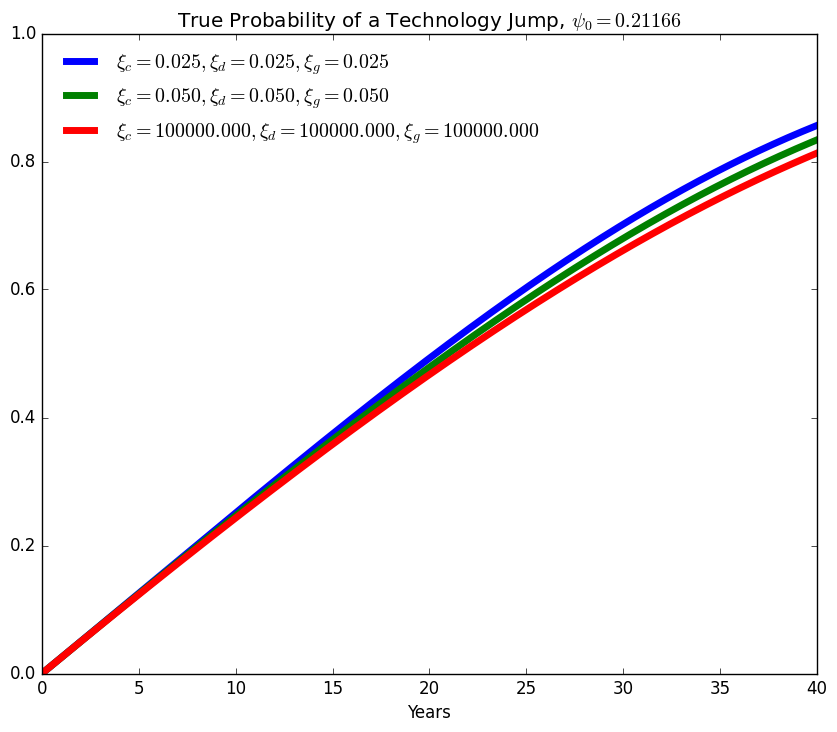 True Probability of a Technology Jump, ψ₀ = 0.21166
ξ_c = 0.025, ξ_d = 0.025, ξ_g = 0.025
ξ_c = 0.050, ξ_d = 0.050, ξ_g = 0.050
ξ_c = 100000.000, ξ_d = 100000.000, ξ_g = 100000.000
1.0
0.8
0.6
0.4
0.2
0.0
0 5 10 15 20 25 30 35 40
Years